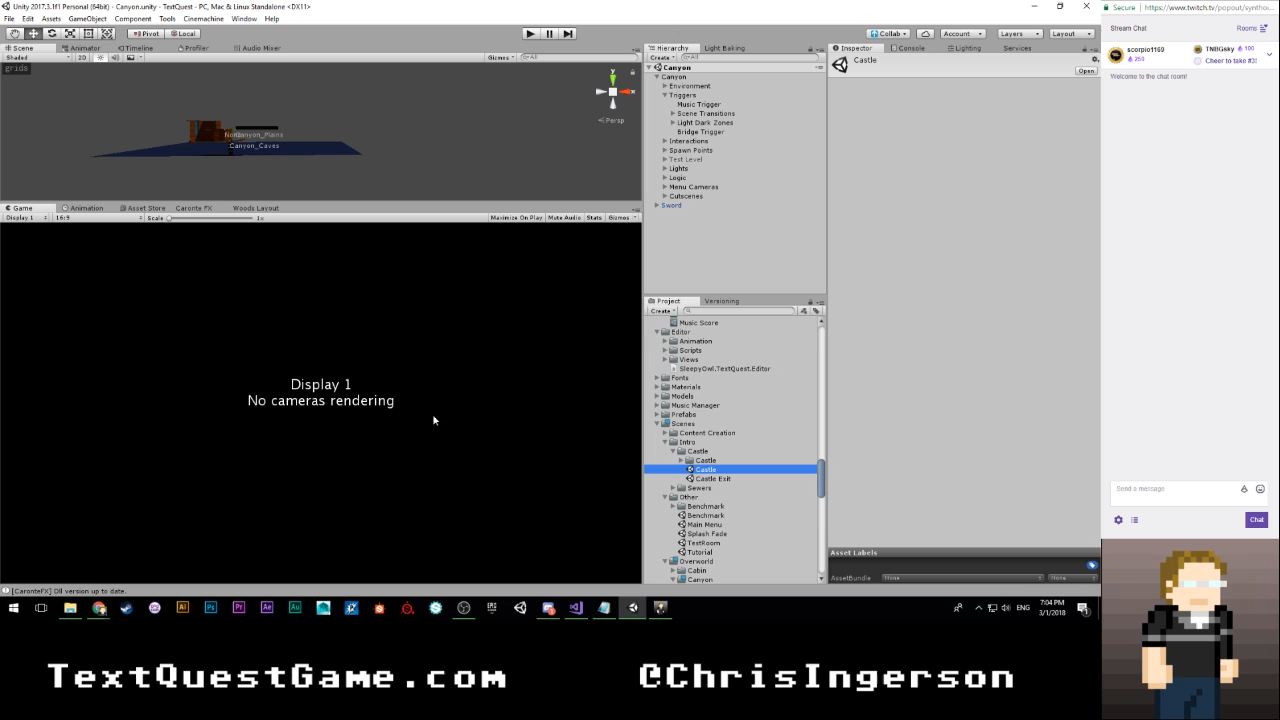 Unity 2017.3.1f1 Personal (64bit) - Canyon.unity - TextQuest - PC, Mac & Linux Standalone <DX11>
File Edit Assets GameObject Component Tools Cinemachine Window Help
Pivot Local
Collab Account Layers Layout
Scene Animator Timeline Profiler Audio Mixer
Shaded 2D Gizmos All
grids
y
x
Persp
Canyon_Caves
Game Animation Asset Store Caronte FX Woods Layout
Display 1 16:9 Scale 1x Maximize On Play Mute Audio Stats Gizmos
Display 1
No cameras rendering
[CaronteFX] Dll version up to date.
Hierarchy Light Baking
Create All
Canyon
Canyon
Environment
Triggers
Music Trigger
Scene Transitions
Light Dark Zones
Bridge Trigger
Interactions
Spawn Points
Test Level
Lights
Logic
Menu Cameras
Cutscenes
Sword
Project Versioning
Create
Music Score
Editor
Animation
Scripts
Views
SleepyOwl.TextQuest.Editor
Fonts
Materials
Models
Music Manager
Prefabs
Scenes
Content Creation
Intro
Castle
Castle
Castle
Castle Exit
Sewers
Other
Benchmark
Benchmark
Main Menu
Splash Fade
TestRoom
Tutorial
Overworld
Cabin
Canyon
Inspector Console Lighting Services
Castle
Open
Asset Labels
AssetBundle None None
Secure https://www.twitch.tv/popout/synthou
Stream Chat Rooms
scorpio1169
250
TNBGsky 100
Cheer to take #3!
Welcome to the chat room!
Send a message
Chat
ENG
7:04 PM
3/1/2018
TextQuestGame.com @ChrisIngerson